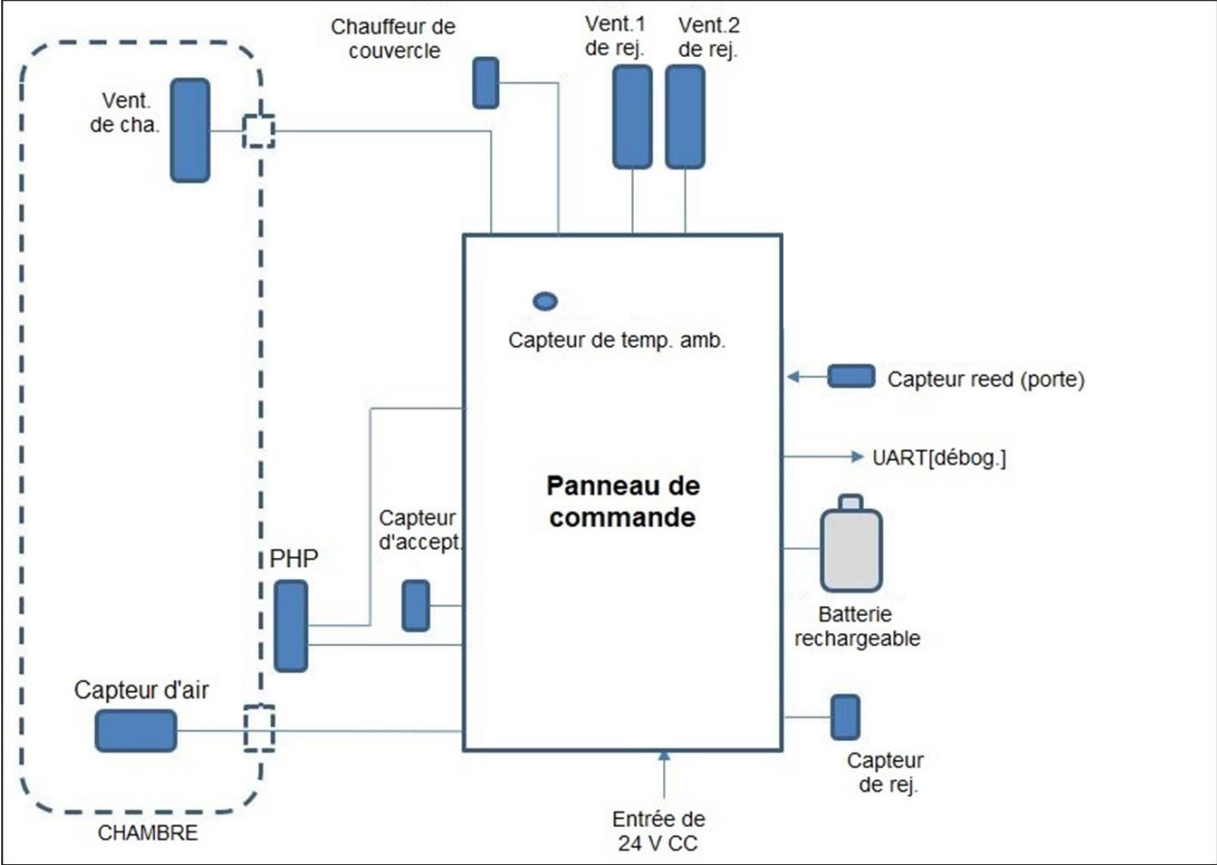 Chauffeur de
couvercle
Vent.1
de rej.
Vent.2
de rej.
Vent.
de cha.
Capteur de temp. amb.
Capteur reed (porte)
UART[débog.]
Panneau de
commande
Capteur
d'accept.
PHP
Batterie
rechargeable
Capteur d'air
Capteur
de rej.
Entrée de
24 V CC
CHAMBRE